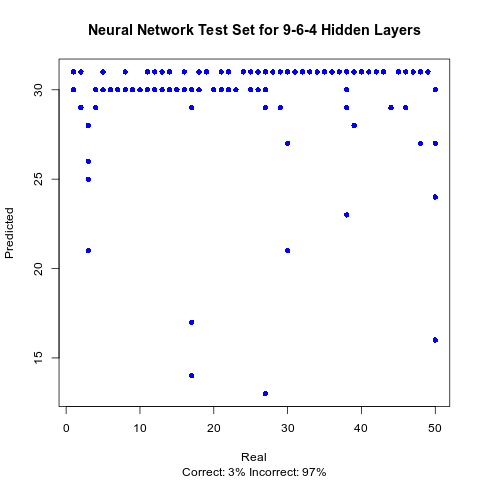 Neural Network Test Set for 9-6-4 Hidden Layers
Predicted
30
25
20
15
0 10 20 30 40 50
Real
Correct: 3% Incorrect: 97%